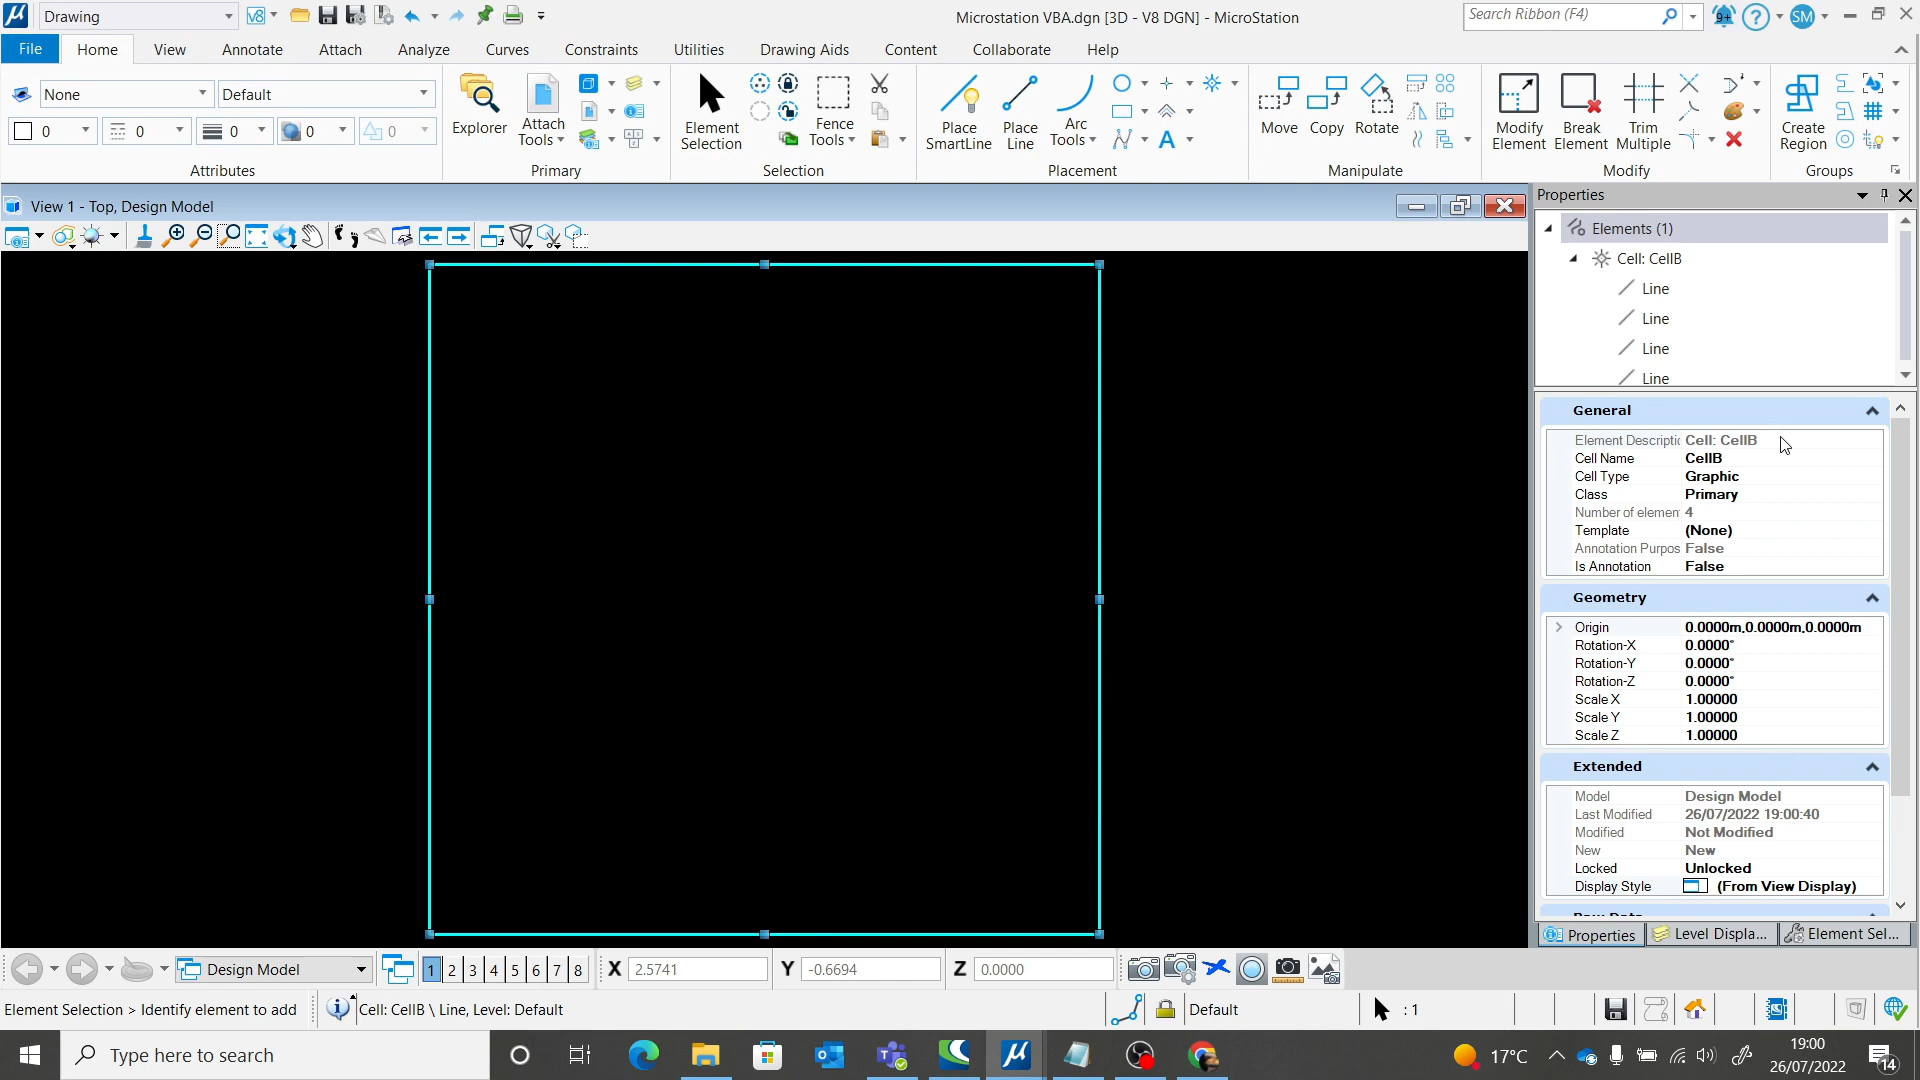 Drawing
V8
Microstation VBA.dgn [3D - V8 DGN] - MicroStation
Search Ribbon (F4)
9+
SM
File Home View Annotate Attach Analyze Curves Constraints Utilities Drawing Aids Content Collaborate Help
None Default
0 0 0 0 0
Explorer
Attach Tools
Element Selection
Fence Tools
Place SmartLine
Place Line
Arc Tools
Move
Copy
Rotate
Modify Element
Break Element
Trim Multiple
Create Region
Attributes Primary Selection Placement Manipulate Modify Groups
View 1 - Top, Design Model
Properties
Elements (1)
Cell: CellB
Line
Line
Line
Line
General
Element Descriptic Cell: CellB
Cell Name CellB
Cell Type Graphic
Class Primary
Number of elemen 4
Template (None)
Annotation Purpos False
Is Annotation False
Geometry
Origin 0.0000m,0.0000m,0.0000m
Rotation-X 0.0000°
Rotation-Y 0.0000°
Rotation-Z 0.0000°
Scale X 1.00000
Scale Y 1.00000
Scale Z 1.00000
Extended
Model Design Model
Last Modified 26/07/2022 19:00:40
Modified Not Modified
New New
Locked Unlocked
Display Style (From View Display)
Properties Level Displa... Element Sel...
Design Model 1 2 3 4 5 6 7 8 X 2.5741 Y -0.6694 Z 0.0000
Element Selection > Identify element to add Cell: CellB \ Line, Level: Default Default : 1
Type here to search
17°C
19:00
26/07/2022
14